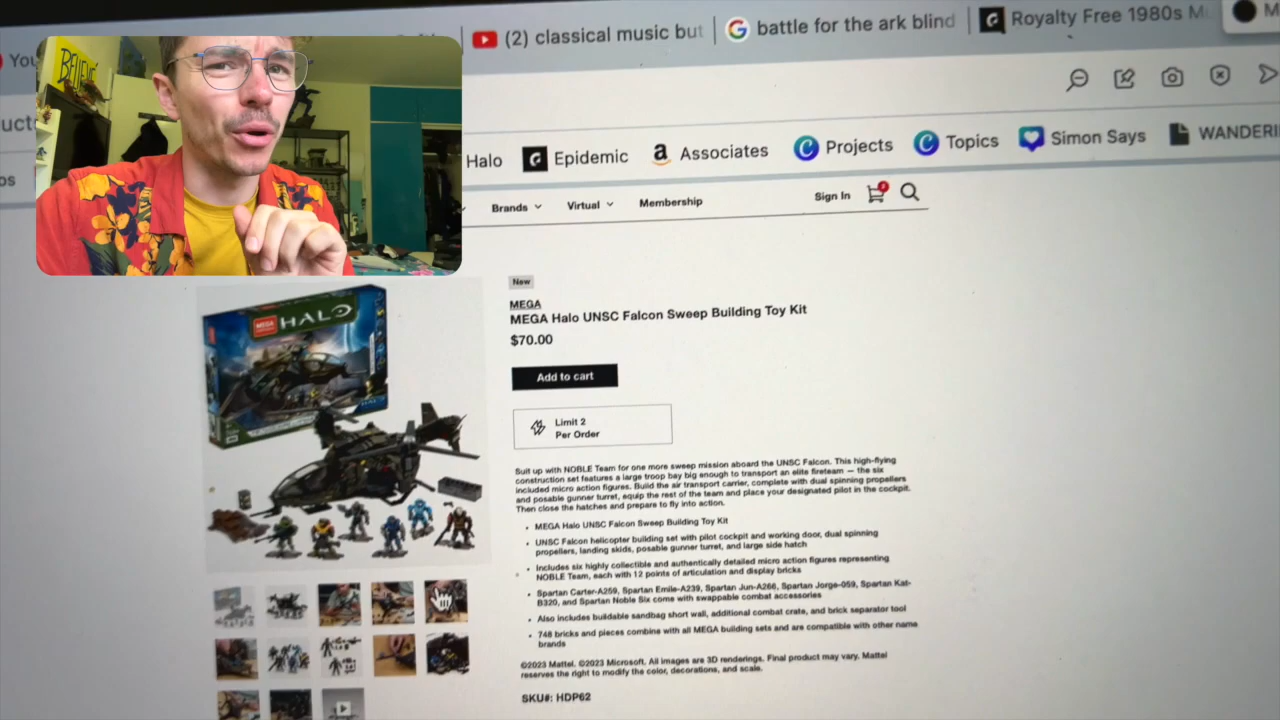 You
(2) classical music but
battle for the ark blind
Royalty Free 1980s Mu
M
BELIEVE
Halo
Epidemic
Associates
Projects
Topics
Simon Says
WANDERI
Brands
Virtual
Membership
Sign In
New
MEGA
MEGA Halo UNSC Falcon Sweep Building Toy Kit
$70.00
Add to cart
Limit 2
Per Order
MEGA
HALO
Suit up with NOBLE Team for one more sweep mission aboard the UNSC Falcon. This high-flying
construction set features a large troop bay big enough to transport an elite fireteam — the six
included micro action figures. Build the air transport carrier, complete with dual spinning propellers
and posable gunner turret, equip the rest of the team and place your designated pilot in the cockpit.
Then close the hatches and prepare to fly into action.
• MEGA Halo UNSC Falcon Sweep Building Toy Kit
• UNSC Falcon helicopter building set with pilot cockpit and working door, dual spinning
propellers, landing skids, posable gunner turret, and large side hatch
• Includes six highly collectible and authentically detailed micro action figures representing
NOBLE Team, each with 12 points of articulation and display bricks
• Spartan Carter-A259, Spartan Emile-A239, Spartan Jun-A266, Spartan Jorge-059, Spartan Kat-
B320, and Spartan Noble Six come with swappable combat accessories
• Also includes buildable sandbag short wall, additional combat crate, and brick separator tool
• 748 bricks and pieces combine with all MEGA building sets and are compatible with other name
brands
©2023 Mattel. ©2023 Microsoft. All images are 3D renderings. Final product may vary. Mattel
reserves the right to modify the color, decorations, and scale.
SKU#: HDP62